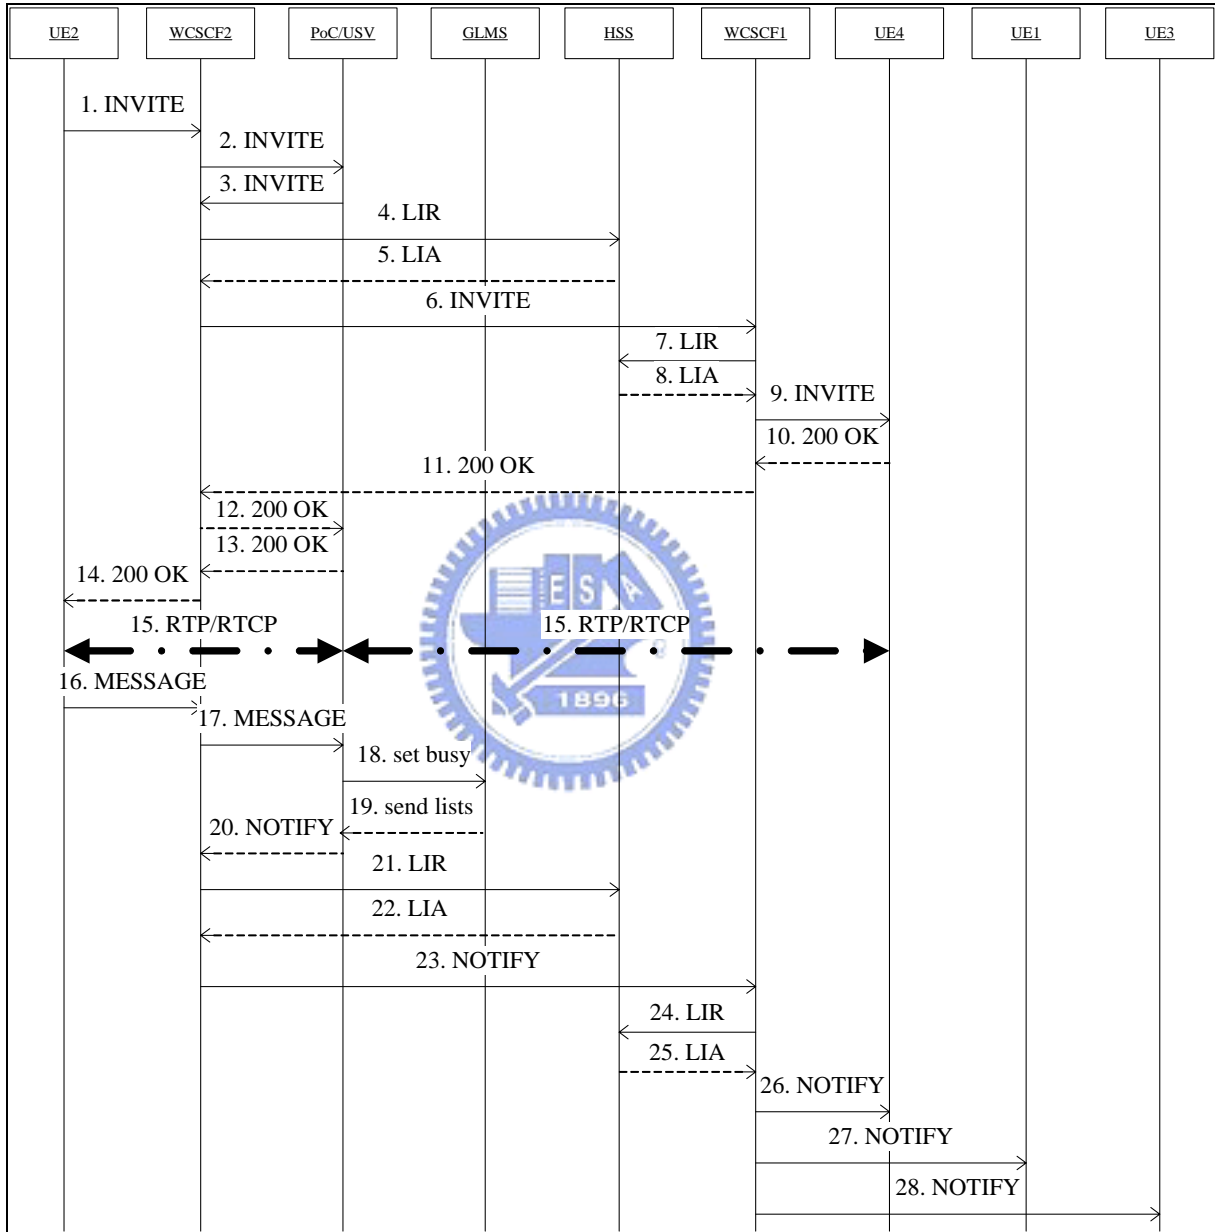 UE2 WCSCF2 PoC/USV GLMS HSS WCSCF1 UE4 UE1 UE3
1. INVITE
2. INVITE
3. INVITE
4. LIR
5. LIA
6. INVITE
7. LIR
8. LIA
9. INVITE
10. 200 OK
11. 200 OK
12. 200 OK
13. 200 OK
14. 200 OK
E S A
15. RTP/RTCP 15. RTP/RTCP
16. MESSAGE
1896
17. MESSAGE
18. set busy
19. send lists
20. NOTIFY
21. LIR
22. LIA
23. NOTIFY
24. LIR
25. LIA
26. NOTIFY
27. NOTIFY
28. NOTIFY